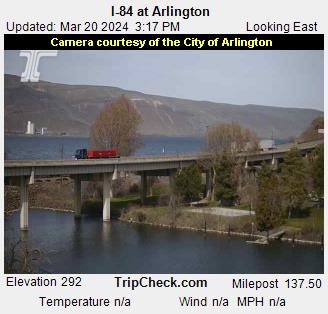 I-84 at Arlington
Updated: Mar 20 2024 3:17 PM Looking East
Camera courtesy of the City of Arlington
Elevation 292 TripCheck.com Milepost 137.50
Temperature n/a Wind n/a MPH n/a